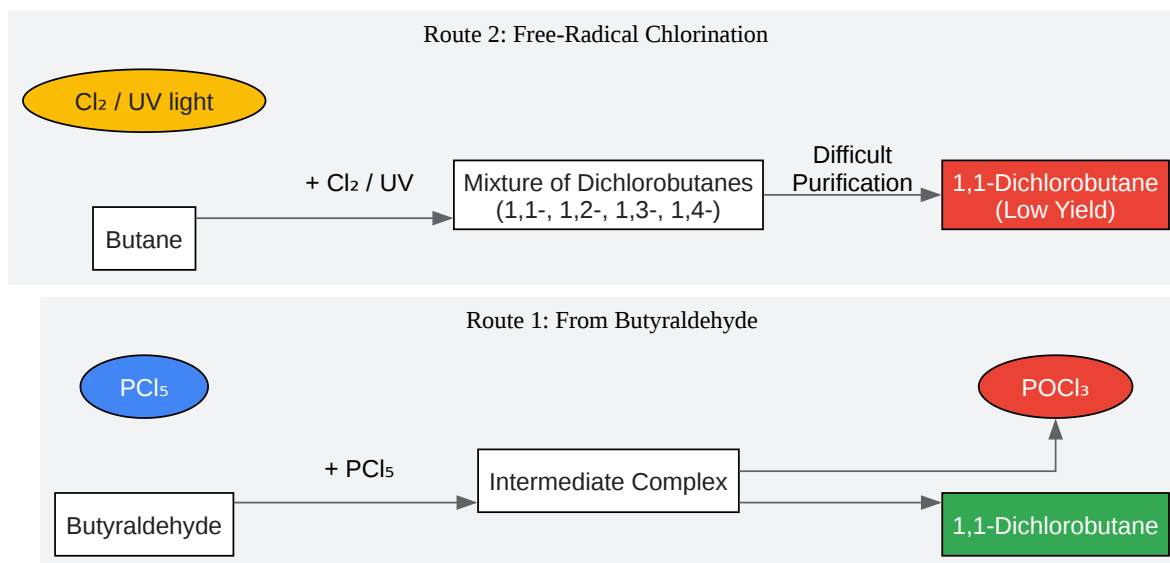 Route 2: Free-Radical Chlorination
Cl₂ / UV light
+ Cl₂ / UV
Difficult
Purification
Butane
Mixture of Dichlorobutanes
(1,1-, 1,2-, 1,3-, 1,4-)
1,1-Dichlorobutane
(Low Yield)
Route 1: From Butyraldehyde
PCl₅
POCl₃
+ PCl₅
Butyraldehyde
Intermediate Complex
1,1-Dichlorobutane